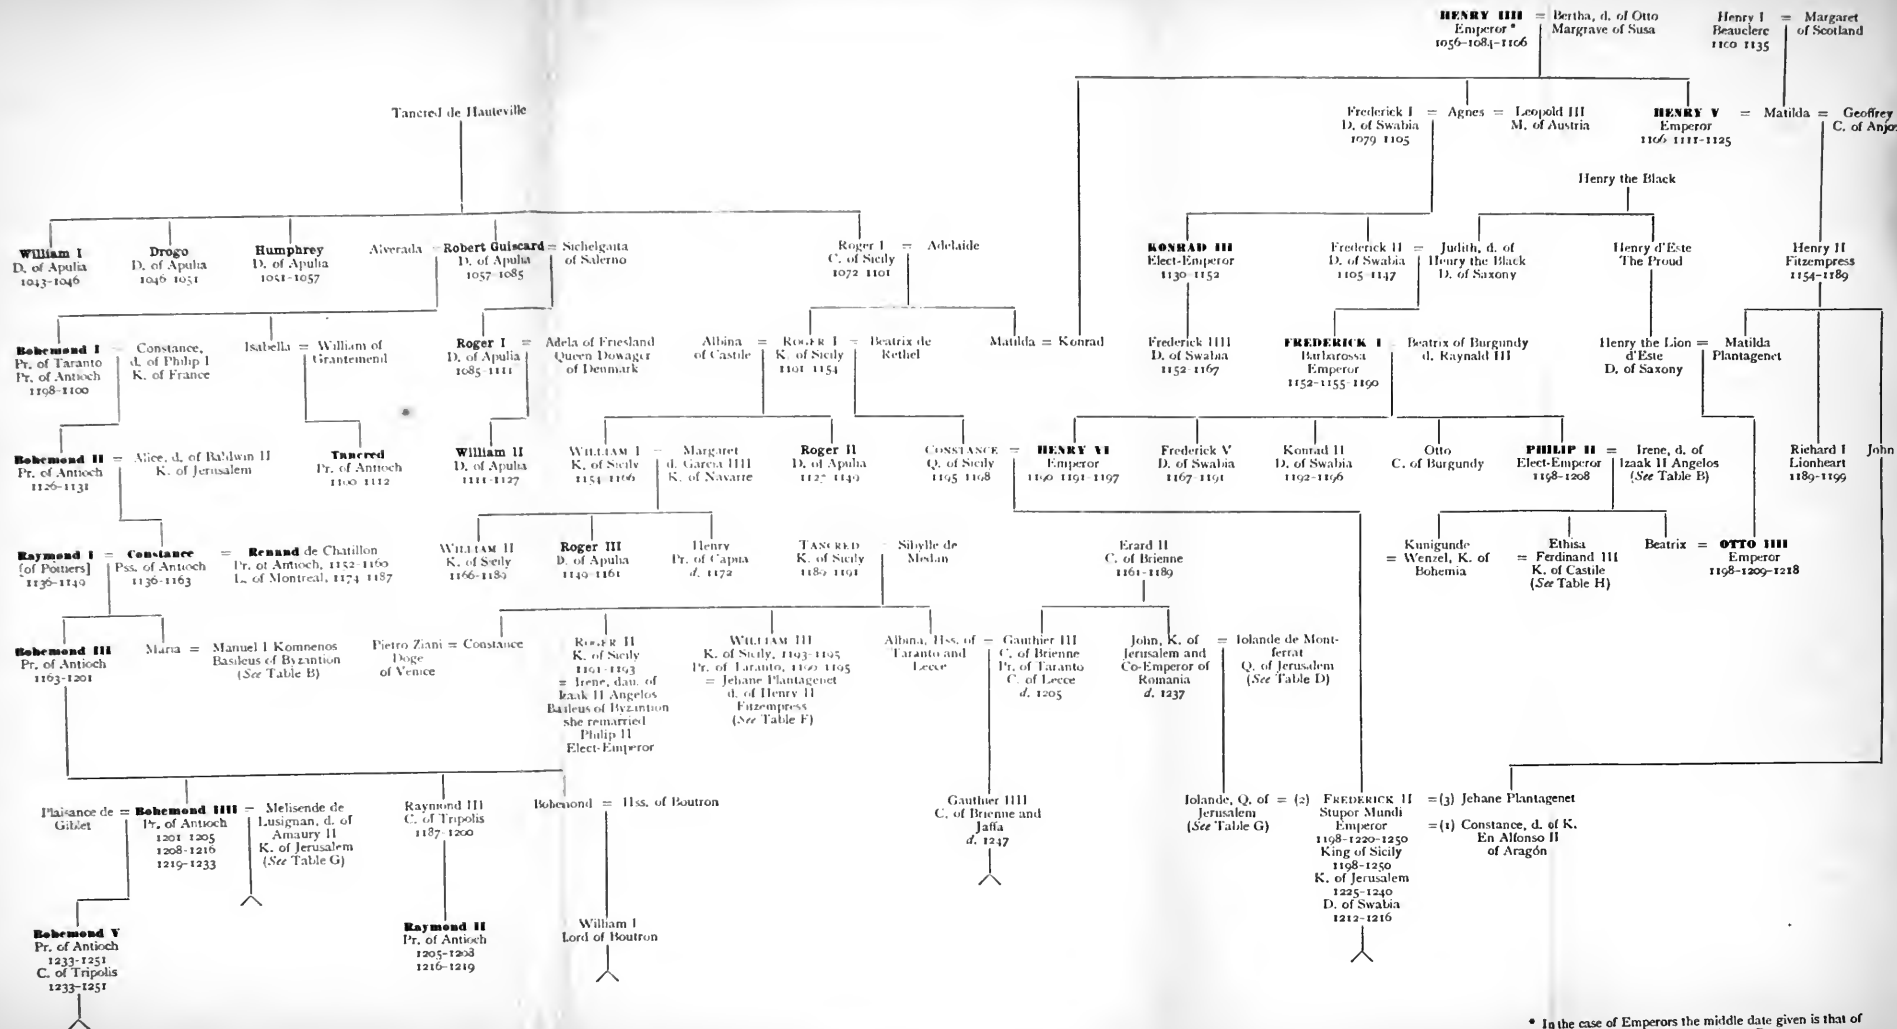 HENRY IIII = Bertha, d. of Otto
Emperor * Margrave of Susa
1056-1084-1106
Henry I = Margaret
Beauclerc of Scotland
1100 1135
Tancred de Hauteville
Frederick I = Agnes = Leopold III
D. of Swabia M. of Austria
1079 1105
HENRY V = Matilda = Geoffrey
Emperor C. of Anjo
1106 1111-1125
Henry the Black
William I
D. of Apulia
1043-1046
Drogo
D. of Apulia
1046 1051
Humphrey
D. of Apulia
1051-1057
Alverada = Robert Guiscard = Sichelgaita
D. of Apulia of Salerno
1057-1085
Roger I = Adelaide
C. of Sicily
1072 1101
KONRAD III
Elect-Emperor
1130-1152
Frederick II = Judith, d. of
D. of Swabia Henry the Black
1105-1147 D. of Saxony
Henry d'Este
The Proud
Henry II
Fitzempress
1154-1189
Bohemond I = Constance,
Pr. of Taranto d. of Philip I
Pr. of Antioch K. of France
1198-1100
Isabella = William of
Grantemenil
Roger I = Adela of Friesland
D. of Apulia Queen Dowager
1085-1111 of Denmark
Albina = ROGER I = Beatrix de
of Castile K. of Sicily Rethel
1101 1154
Matilda = Konrad
Frederick IIII
D. of Swabia
1152-1167
FREDERICK I = Beatrix of Burgundy
Barbarossa d. Raynald III
Emperor
1152-1155-1190
Henry the Lion = Matilda
d'Este Plantagenet
D. of Saxony
Bohemond II = Alice, d. of Baldwin II
Pr. of Antioch K. of Jerusalem
1126-1131
Tancred
Pr. of Antioch
1100 1112
William II
D. of Apulia
1111-1127
WILLIAM I = Margaret
K. of Sicily d. Garcia IIII
1154-1166 K. of Navarre
Roger II
D. of Apulia
1127 1149
CONSTANCE = HENRY VI
Q. of Sicily Emperor
1195 1198 1190 1191-1197
Frederick V
D. of Swabia
1167-1191
Konrad II
D. of Swabia
1192-1196
Otto
C. of Burgundy
PHILIP II = Irene, d. of
Elect-Emperor Izaak II Angelos
1198-1208 (See Table B)
Richard I
Lionheart
1189-1199
John
Raymond I = Constance = Renaud de Chatillon
[of Poitiers] Pss. of Antioch Pr. of Antioch, 1152-1160
1136-1149 1136-1163 L. of Montreal, 1174 1187
WILLIAM II
K. of Sicily
1166-1189
Roger III
D. of Apulia
1149-1161
Henry
Pr. of Capua
d. 1172
TANCRED = Sibylle de
K. of Sicily
1189 1191
Erard II
C. of Brienne
1161-1189
Kunigunde
= Wenzel, K. of
Bohemia
Ethisa
= Ferdinand III
K. of Castile
(See Table H)
Beatrix = OTTO IIII
Emperor
1198-1209-1218
Bohemond III
Pr. of Antioch
1163-1201
Maria = Manuel I Komnenos
Basileus of Byzantion
(See Table B)
Pietro Ziani = Constance
Doge
of Venice
ROGER II
K. of Sicily
1191-1193
= Irene, dau. of
Izaak II Angelos
Basileus of Byzantion
she remarried
Philip II
Elect-Emperor
WILLIAM III
K. of Sicily, 1193-1195
Pr. of Taranto, 1190 1195
= Jehane Plantagenet
d. of Henry II
Fitzempress
(See Table F)
Albina, Hss. of = Gauthier III
Taranto and C. of Brienne
Lecce Pr. of Taranto
C. of Lecce
d. 1205
John, K. of = Iolande de Mont-
Jerusalem and ferrat
Co-Emperor of Q. of Jerusalem
Romania (See Table D)
d. 1237
Plaisance de = Bohemond IIII = Melisende de
Giblet Pr. of Antioch Lusignan, d. of
1201 1205 Amaury II
1208-1216 K. of Jerusalem
1219-1233 (See Table G)
Raymond III
C. of Tripolis
1187-1200
Bohemond = Hss. of Boutron
Gauthier IIII
C. of Brienne and
Jaffa
d. 1247
Iolande, Q. of = (2) FREDERICK II =(3) Jehane Plantagenet
Jerusalem Stupor Mundi
(See Table G) Emperor =(1) Constance, d. of K.
1198-1220-1250 En Alfonso II
King of Sicily of Aragón
1198-1250
K. of Jerusalem
1225-1240
D. of Swabia
1212-1216
Bohemond V
Pr. of Antioch
1233-1251
C. of Tripolis
1233-1251
Raymond II
Pr. of Antioch
1205-1208
1216-1219
William I
Lord of Boutron
* In the case of Emperors the middle date given is that of